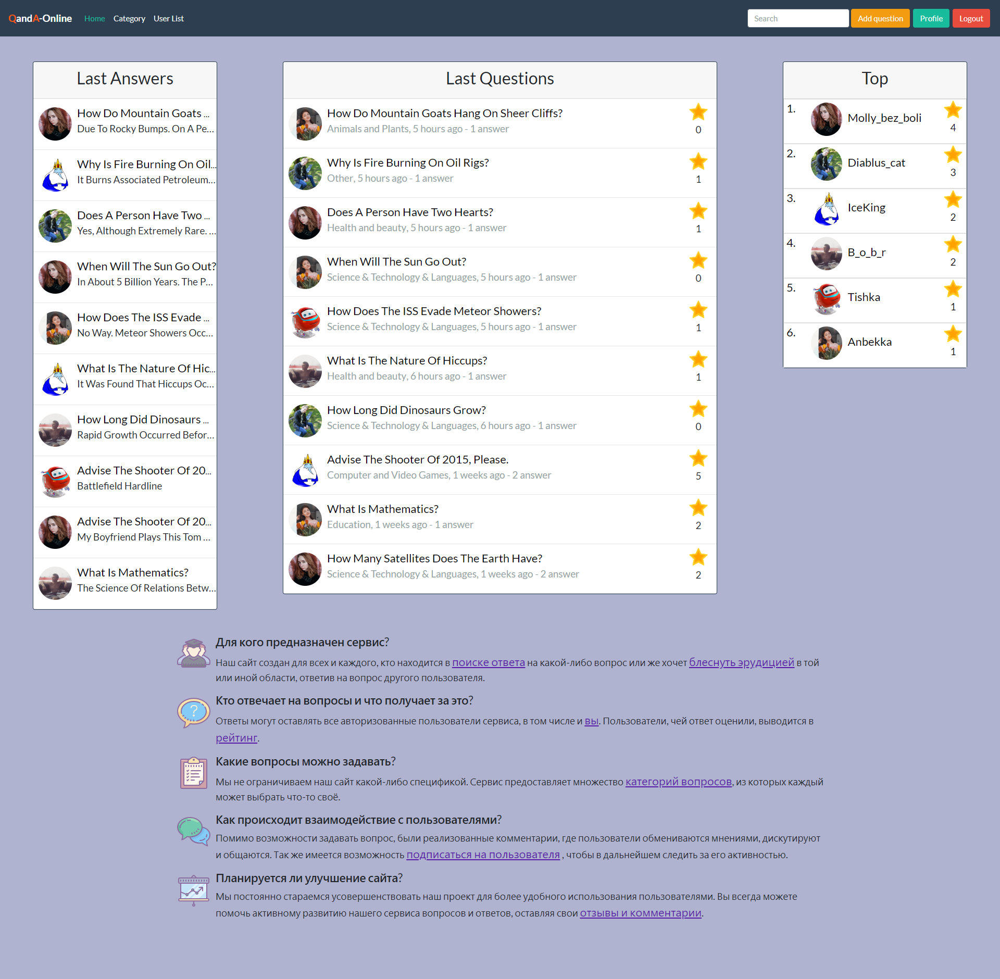 QandA-Online Home Category User List Search Add question Profile Logout
Last Answers
How Do Mountain Goats ...
Due To Rocky Bumps. On A Pe...
Why Is Fire Burning On Oil...
It Burns Associated Petroleum...
Does A Person Have Two ...
Yes, Although Extremely Rare. ...
When Will The Sun Go Out?
In About 5 Billion Years. The P...
How Does The ISS Evade ...
No Way. Meteor Showers Occ...
What Is The Nature Of Hic...
It Was Found That Hiccups Oc...
How Long Did Dinosaurs ...
Rapid Growth Occurred Befor...
Advise The Shooter Of 20...
Battlefield Hardline
Advise The Shooter Of 20...
My Boyfriend Plays This Tom ...
What Is Mathematics?
The Science Of Relations Betw...
Last Questions
How Do Mountain Goats Hang On Sheer Cliffs?
Animals and Plants, 5 hours ago - 1 answer
0
Why Is Fire Burning On Oil Rigs?
Other, 5 hours ago - 1 answer
1
Does A Person Have Two Hearts?
Health and beauty, 5 hours ago - 1 answer
1
When Will The Sun Go Out?
Science & Technology & Languages, 5 hours ago - 1 answer
0
How Does The ISS Evade Meteor Showers?
Science & Technology & Languages, 5 hours ago - 1 answer
1
What Is The Nature Of Hiccups?
Health and beauty, 6 hours ago - 1 answer
1
How Long Did Dinosaurs Grow?
Science & Technology & Languages, 6 hours ago - 1 answer
0
Advise The Shooter Of 2015, Please.
Computer and Video Games, 1 weeks ago - 2 answer
5
What Is Mathematics?
Education, 1 weeks ago - 1 answer
2
How Many Satellites Does The Earth Have?
Science & Technology & Languages, 1 weeks ago - 2 answer
2
Top
1. Molly_bez_boli
4
2. Diablus_cat
3
3. IceKing
2
4. B_o_b_r
2
5. Tishka
1
6. Anbekka
1
Для кого предназначен сервис?
Наш сайт создан для всех и каждого, кто находится в поиске ответа на какой-либо вопрос или же хочет блеснуть эрудицией в той
или иной области, ответив на вопрос другого пользователя.
Кто отвечает на вопросы и что получает за это?
Ответы могут оставлять все авторизованные пользователи сервиса, в том числе и вы. Пользователи, чей ответ оценили, выводится в
рейтинг.
Какие вопросы можно задавать?
Мы не ограничиваем наш сайт какой-либо спецификой. Сервис предоставляет множество категорий вопросов, из которых каждый
может выбрать что-то своё.
Как происходит взаимодействие с пользователями?
Помимо возможности задавать вопрос, были реализованные комментарии, где пользователи обмениваются мнениями, дискутируют
и общаются. Так же имеется возможность подписаться на пользователя , чтобы в дальнейшем следить за его активностью.
Планируется ли улучшение сайта?
Мы постоянно стараемся усовершенствовать наш проект для более удобного использования пользователями. Вы всегда можете
помочь активному развитию нашего сервиса вопросов и ответов, оставляя свои отзывы и комментарии.